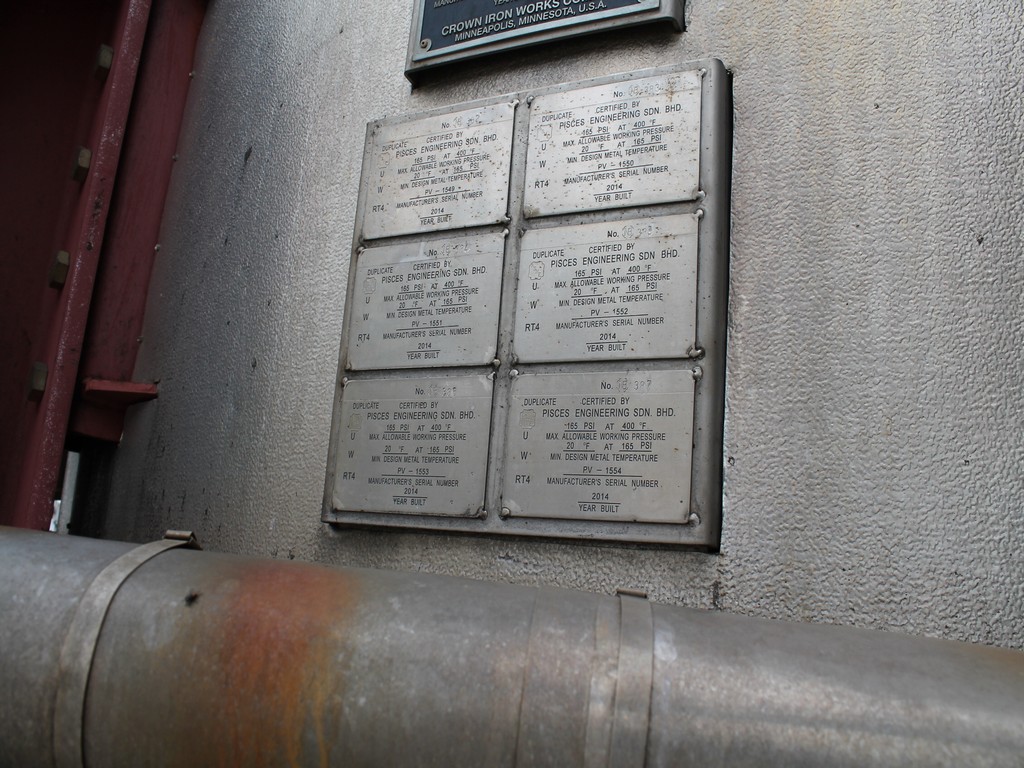 CROWN IRON WORKS CO
MINNEAPOLIS, MINNESOTA, U.S.A.
No.
DUPLICATE CERTIFIED BY
PISCES ENGINEERING SDN. BHD.
165 PSI AT 400 °F
U MAX. ALLOWABLE WORKING PRESSURE
20 °F AT 165 PSI
W MIN. DESIGN METAL TEMPERATURE
PV - 1549
RT4 MANUFACTURER'S SERIAL NUMBER
2014
YEAR BUILT
No.
DUPLICATE CERTIFIED BY
PISCES ENGINEERING SDN. BHD.
165 PSI AT 400 °F
U MAX. ALLOWABLE WORKING PRESSURE
20 °F AT 165 PSI
W MIN. DESIGN METAL TEMPERATURE
PV - 1550
RT4 MANUFACTURER'S SERIAL NUMBER
2014
YEAR BUILT
No.
DUPLICATE CERTIFIED BY
PISCES ENGINEERING SDN. BHD.
165 PSI AT 400 °F
U MAX. ALLOWABLE WORKING PRESSURE
20 °F AT 165 PSI
W MIN. DESIGN METAL TEMPERATURE
PV - 1551
RT4 MANUFACTURER'S SERIAL NUMBER
2014
YEAR BUILT
No.
DUPLICATE CERTIFIED BY
PISCES ENGINEERING SDN. BHD.
165 PSI AT 400 °F
U MAX. ALLOWABLE WORKING PRESSURE
20 °F AT 165 PSI
W MIN. DESIGN METAL TEMPERATURE
PV - 1552
RT4 MANUFACTURER'S SERIAL NUMBER
2014
YEAR BUILT
No.
DUPLICATE CERTIFIED BY
PISCES ENGINEERING SDN. BHD.
165 PSI AT 400 °F
U MAX. ALLOWABLE WORKING PRESSURE
20 °F AT 165 PSI
W MIN. DESIGN METAL TEMPERATURE
PV - 1553
RT4 MANUFACTURER'S SERIAL NUMBER
2014
YEAR BUILT
No.
DUPLICATE CERTIFIED BY
PISCES ENGINEERING SDN. BHD.
165 PSI AT 400 °F
U MAX. ALLOWABLE WORKING PRESSURE
20 °F AT 165 PSI
W MIN. DESIGN METAL TEMPERATURE
PV - 1554
RT4 MANUFACTURER'S SERIAL NUMBER
2014
YEAR BUILT